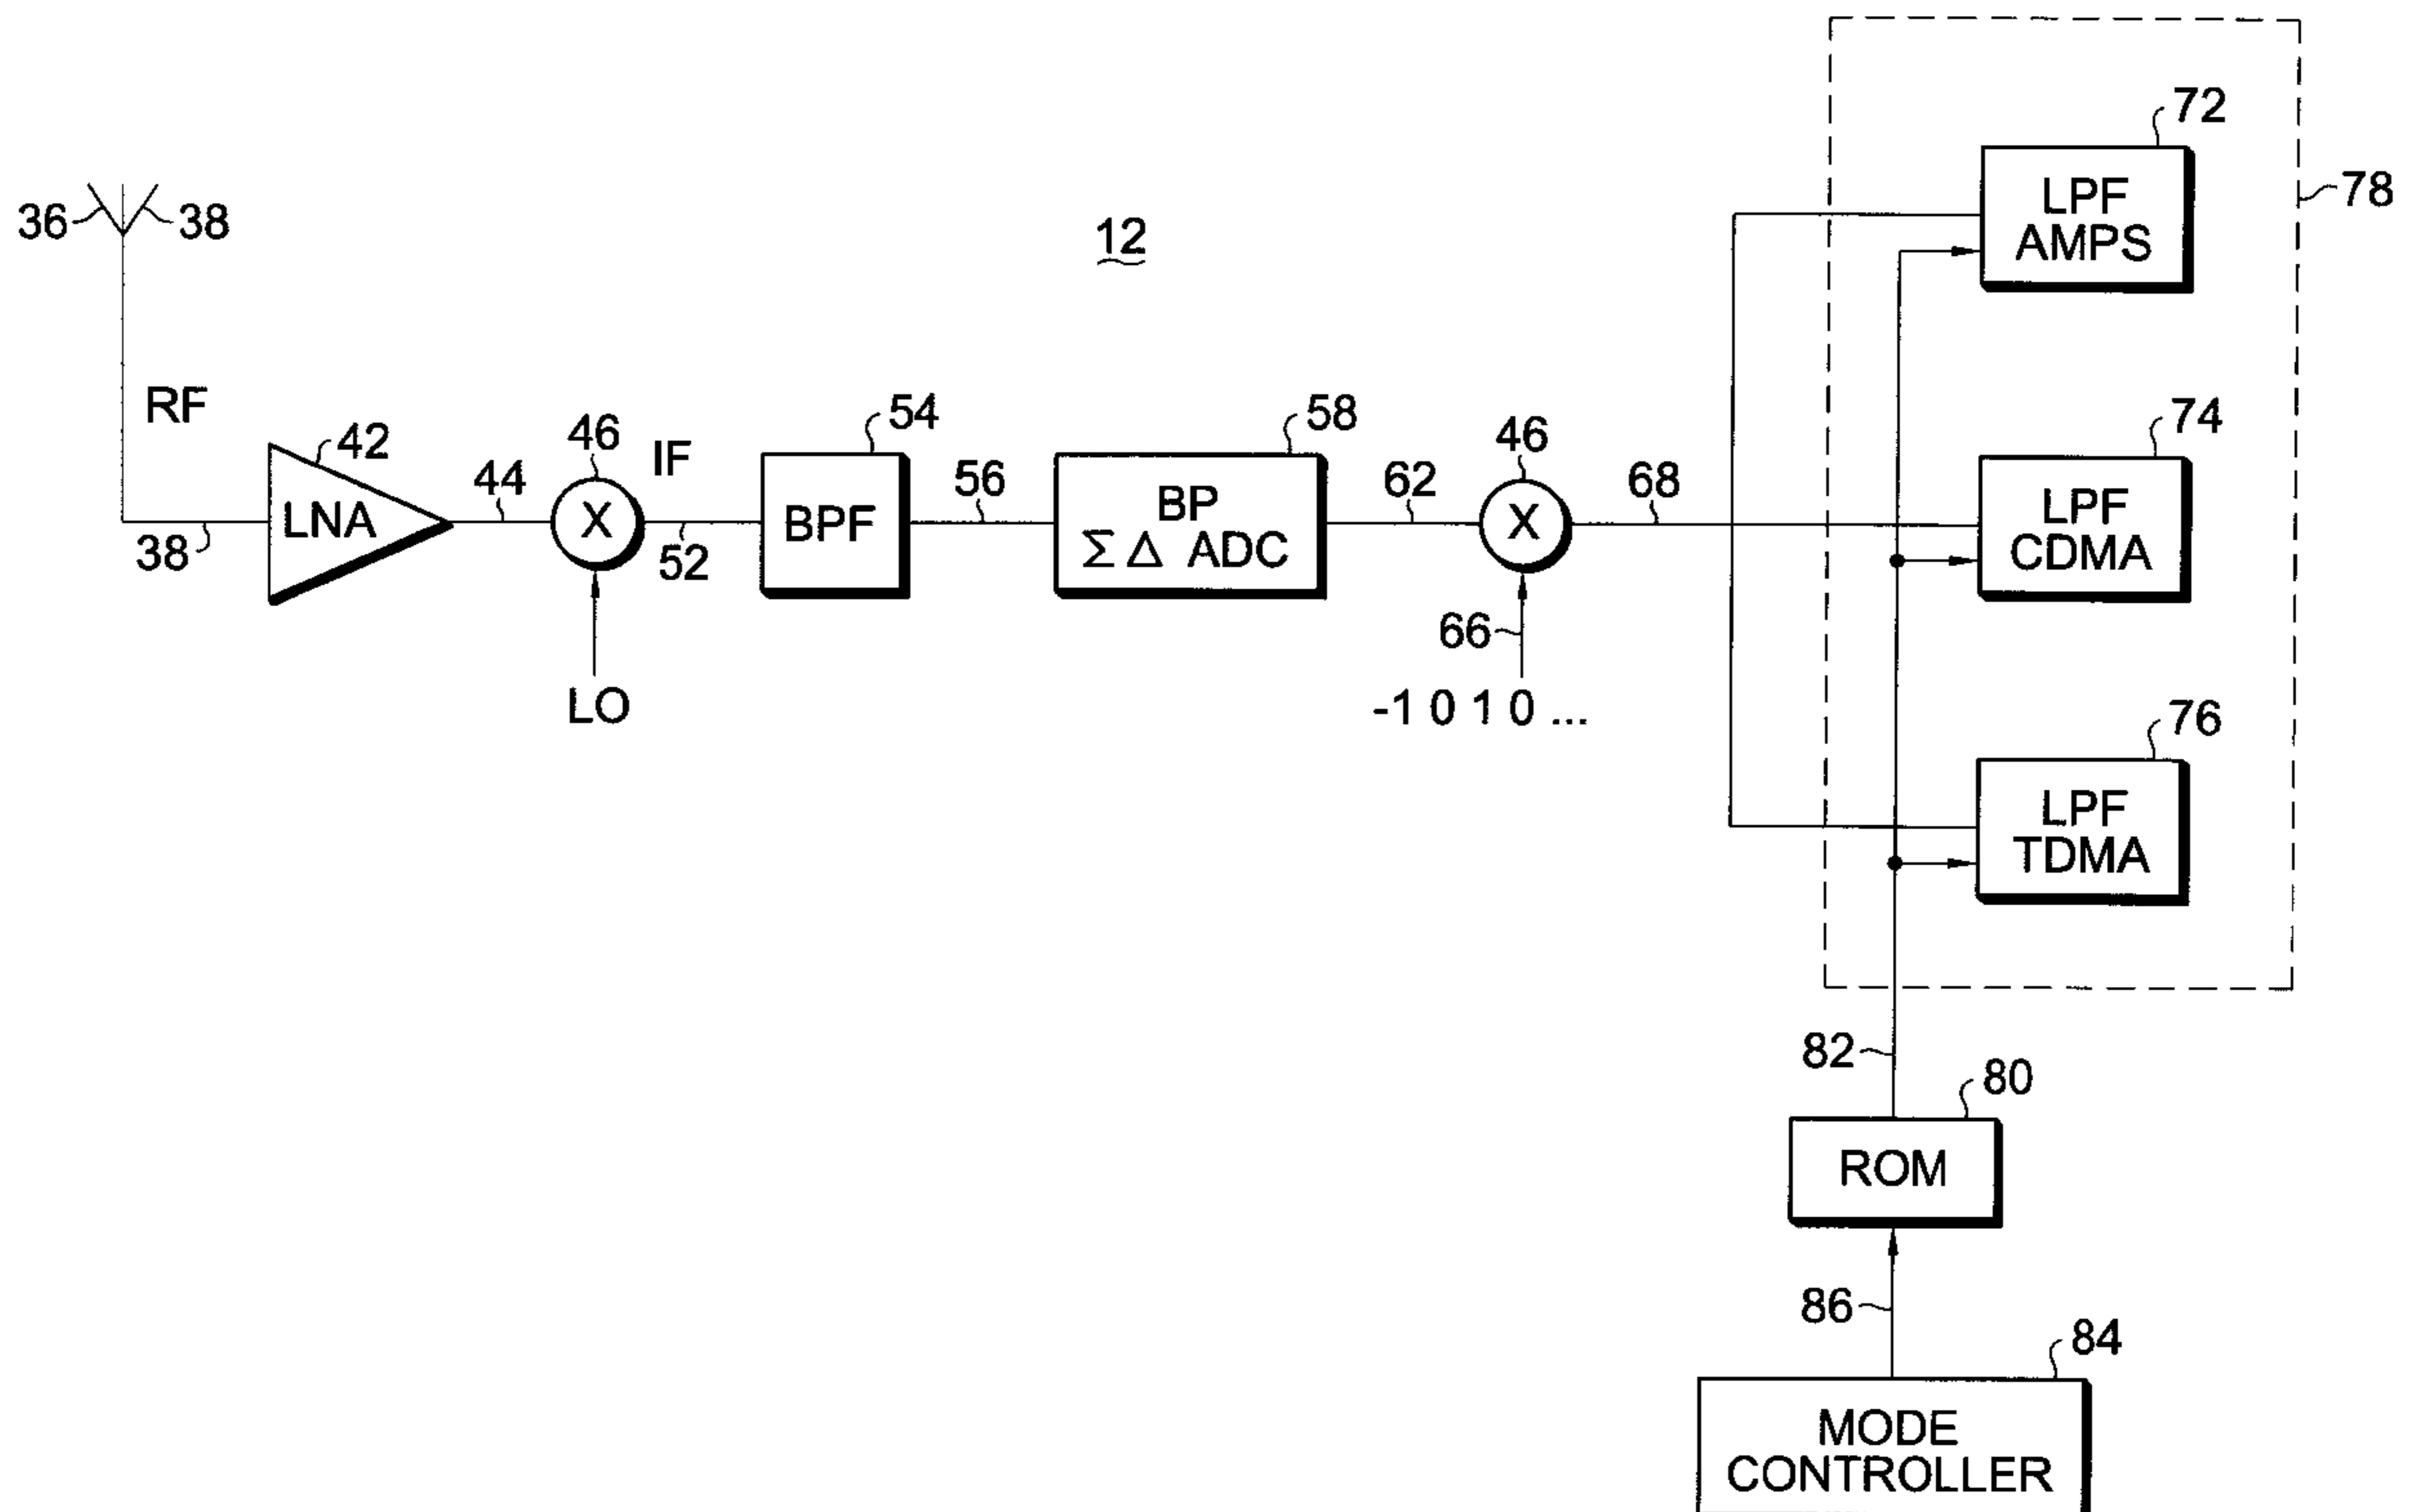 72
LPF
AMPS
78
36
38
12
RF
42
LNA
44
46
IF
52
38
LO
54
BPF
56
58
BP
ΣΔ ADC
62
46
66
-1 0 1 0 ...
68
74
LPF
CDMA
76
LPF
TDMA
82
80
ROM
86
84
MODE
CONTROLLER